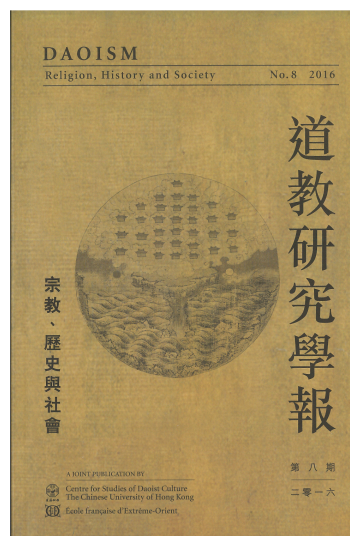 DAOISM
Religion, History and Society No. 8 2016
道教研究學報
宗教、歷史與社會
第八期
二零一六
A JOINT PUBLICATION BY
Centre for Studies of Daoist Culture
The Chinese University of Hong Kong
École française d'Extrême-Orient